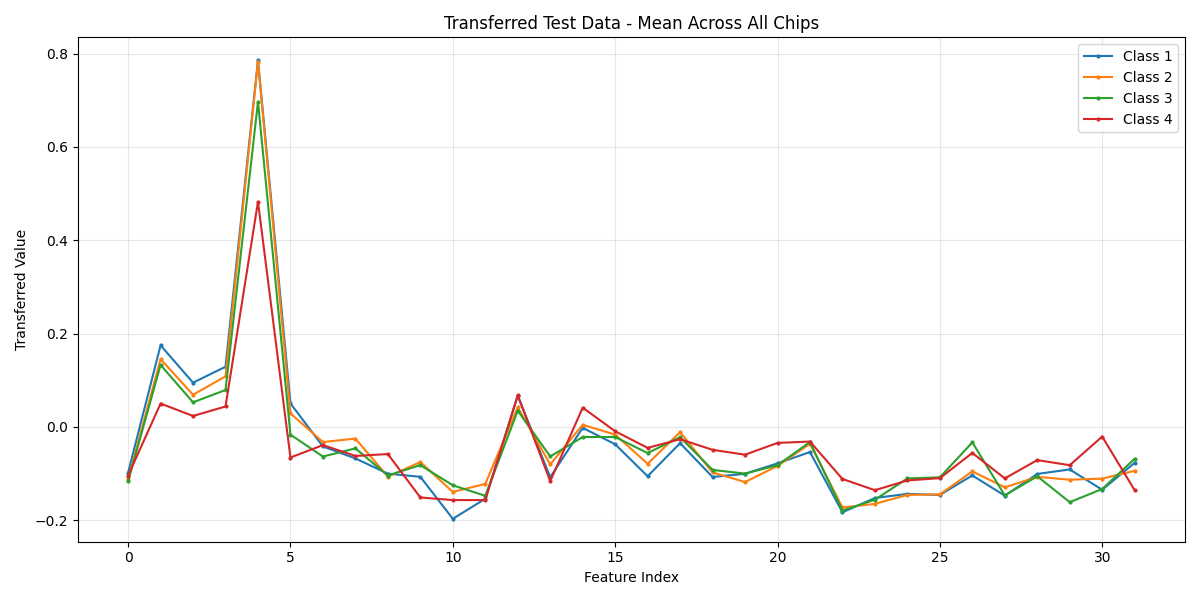 Transferred Test Data - Mean Across All Chips
Transferred Value
0.8
0.6
0.4
0.2
0.0
−0.2
Class 1
Class 2
Class 3
Class 4
0 5 10 15 20 25 30
Feature Index